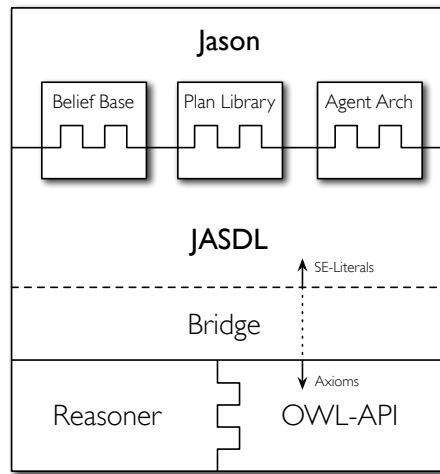 Jason
Belief Base
Plan Library
Agent Arch
JASDL
SE-Literals
Bridge
Axioms
Reasoner
OWL-API